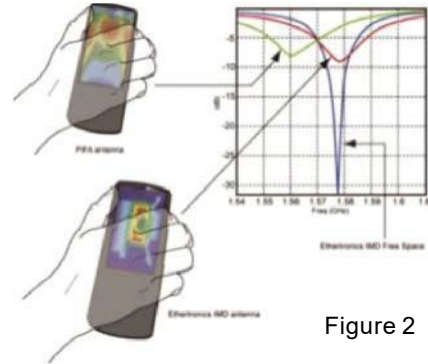 -5
-10
-15
-20
-25
-30
(dB)
1.54 1.55 1.56 1.57 1.58 1.59 1.6
Freq (GHz)
PIFA antenna
Ethertronics IMD Free Space
Ethertronics IMD antenna
Figure 2